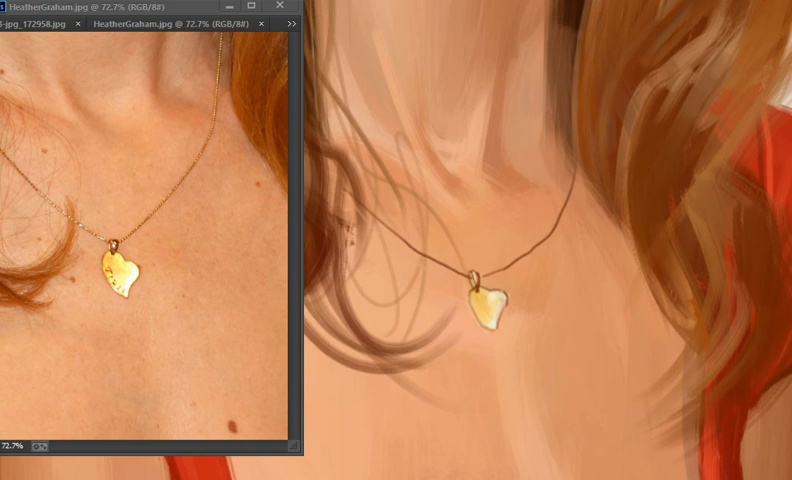 HeatherGraham.jpg @ 72.7% (RGB/8#)
-jpg_172958.jpg × HeatherGraham.jpg @ 72.7% (RGB/8#) × »
72.7%